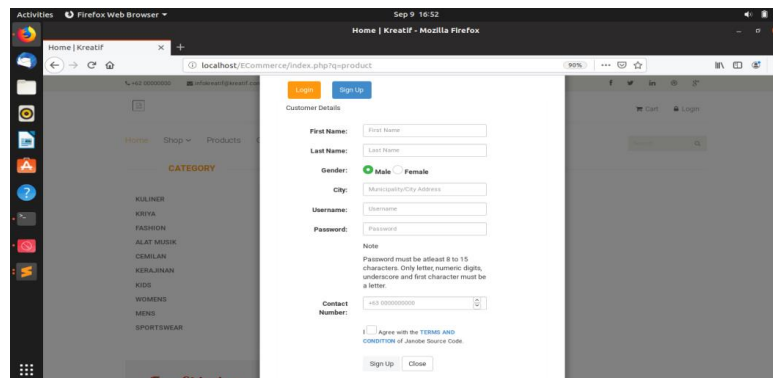 Activities
Firefox Web Browser
Sep 9 16:52
Home | Kreatif - Mozilla Firefox
Home | Kreatif
localhost/ECommerce/index.php?q=product
90%
+63 00000000
Login
Sign Up
Customer Details
Cart
Login
Home
Shop
Products
CATEGORY
KULINER
KRIYA
FASHION
ALAT MUSIK
CEMILAN
KERAJINAN
KIDS
WOMENS
MENS
SPORTSWEAR
First Name:
First Name
Last Name:
Last Name
Gender:
Male
Female
City:
Municipality/City Address
Username:
Username
Password:
Password
Note
Password must be atleast 8 to 15
characters. Only letter, numeric digits,
underscore and first character must be
a letter.
Contact
Number:
+63 0000000000
I Agree with the TERMS AND
CONDITION of Janobe Source Code.
Sign Up
Close